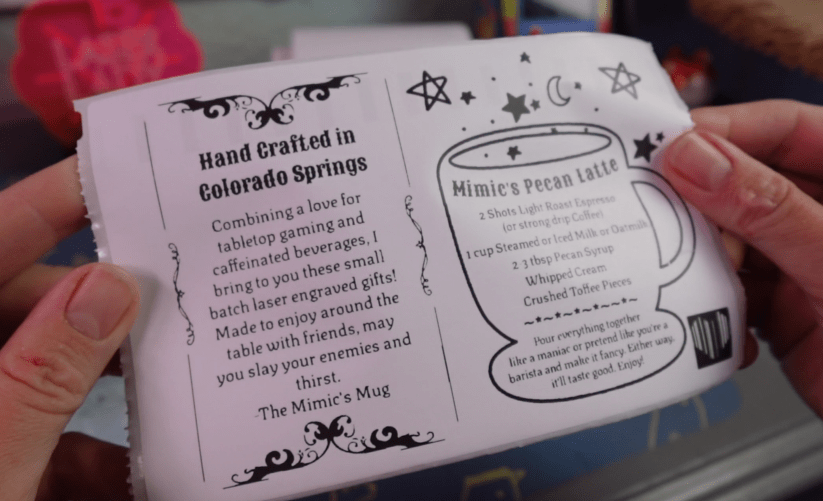 Hand Crafted in
Colorado Springs
Combining a love for
tabletop gaming and
caffeinated beverages, I
bring to you these small
batch laser engraved gifts!
Made to enjoy around the
table with friends, may
you slay your enemies and
thirst.
-The Mimic's Mug
Mimic's Pecan Latte
2 Shots Light Roast Espresso
(or strong drip Coffee)
1 cup Steamed or Iced Milk or Oatmilk
2-3 tbsp Pecan Syrup
Whipped Cream
Crushed Toffee Pieces
Pour everything together
like a maniac or pretend like you're a
barista and make it fancy. Either way,
it'll taste good. Enjoy!